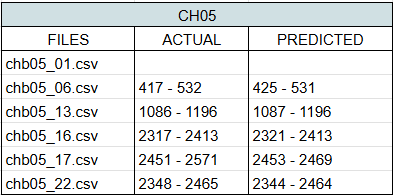 CH05
FILES ACTUAL PREDICTED
chb05_01.csv
chb05_06.csv 417 - 532 425 - 531
chb05_13.csv 1086 - 1196 1087 - 1196
chb05_16.csv 2317 - 2413 2321 - 2413
chb05_17.csv 2451 - 2571 2453 - 2469
chb05_22.csv 2348 - 2465 2344 - 2464